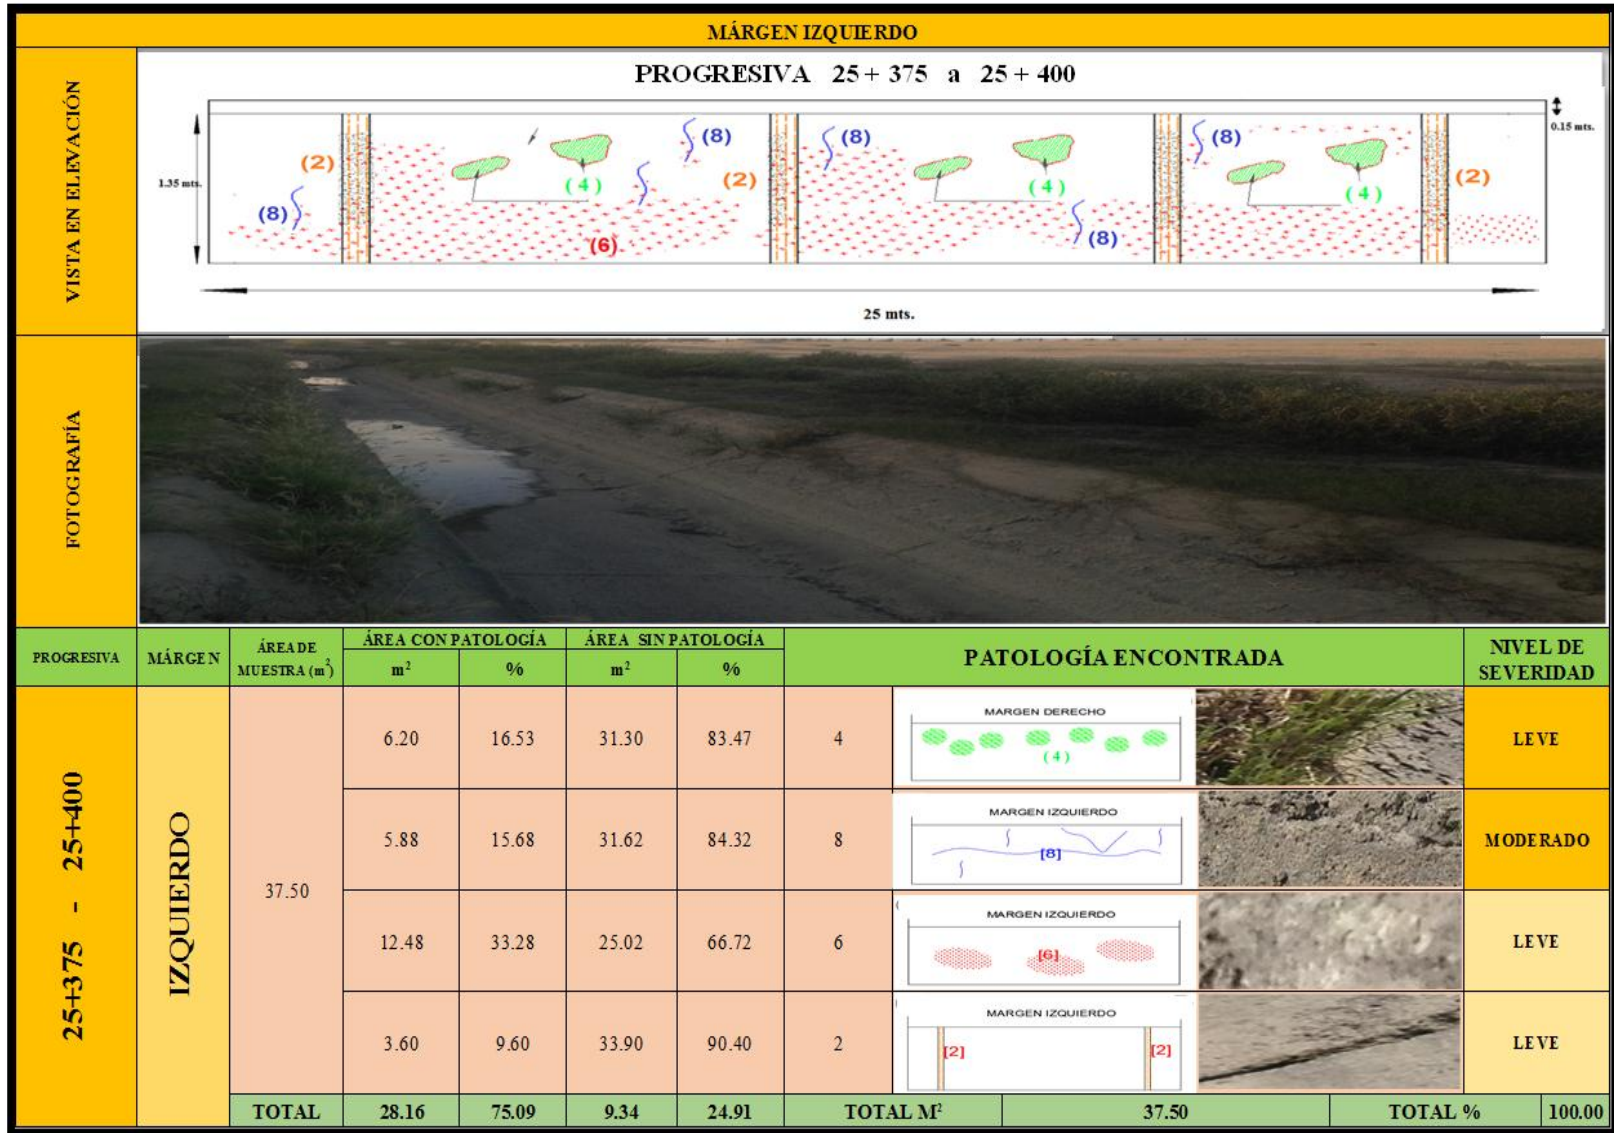 MÁRGEN IZQUIERDO
VISTA EN ELEVACIÓN
PROGRESIVA 25 + 375 a 25 + 400
0.15 mts.
1.35 mts.
(8)
(2)
(4)
(6)
(8)
(2)
(8)
(4)
(8)
(8)
(4)
(2)
25 mts.
FOTOGRAFÍA
PROGRESIVA MÁRGEN ÁREA DE MUESTRA (m²) ÁREA CON PATOLOGÍA ÁREA SIN PATOLOGÍA PATOLOGÍA ENCONTRADA NIVEL DE SEVERIDAD
m² % m² %
25+375 - 25+400
IZQUIERDO
37.50
6.20 16.53 31.30 83.47 4 LEVE
MARGEN DERECHO
(4)
5.88 15.68 31.62 84.32 8 MODERADO
MARGEN IZQUIERDO
[8]
12.48 33.28 25.02 66.72 6 LEVE
MARGEN IZQUIERDO
[6]
3.60 9.60 33.90 90.40 2 LEVE
MARGEN IZQUIERDO
[2] [2]
TOTAL 28.16 75.09 9.34 24.91 TOTAL M² 37.50 TOTAL % 100.00